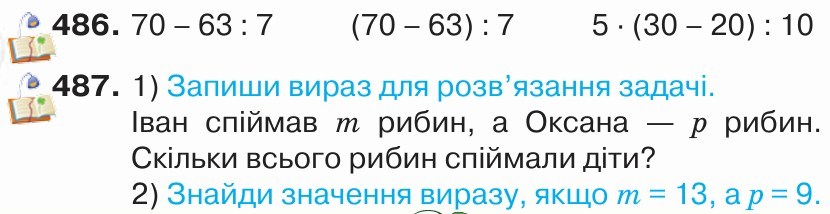 486. 70 – 63 : 7 (70 – 63) : 7 5 · (30 – 20) : 10
487. 1) Запиши вираз для розв’язання задачі.
Іван спіймав m рибин, а Оксана — p рибин.
Скільки всього рибин спіймали діти?
2) Знайди значення виразу, якщо m = 13, а p = 9.